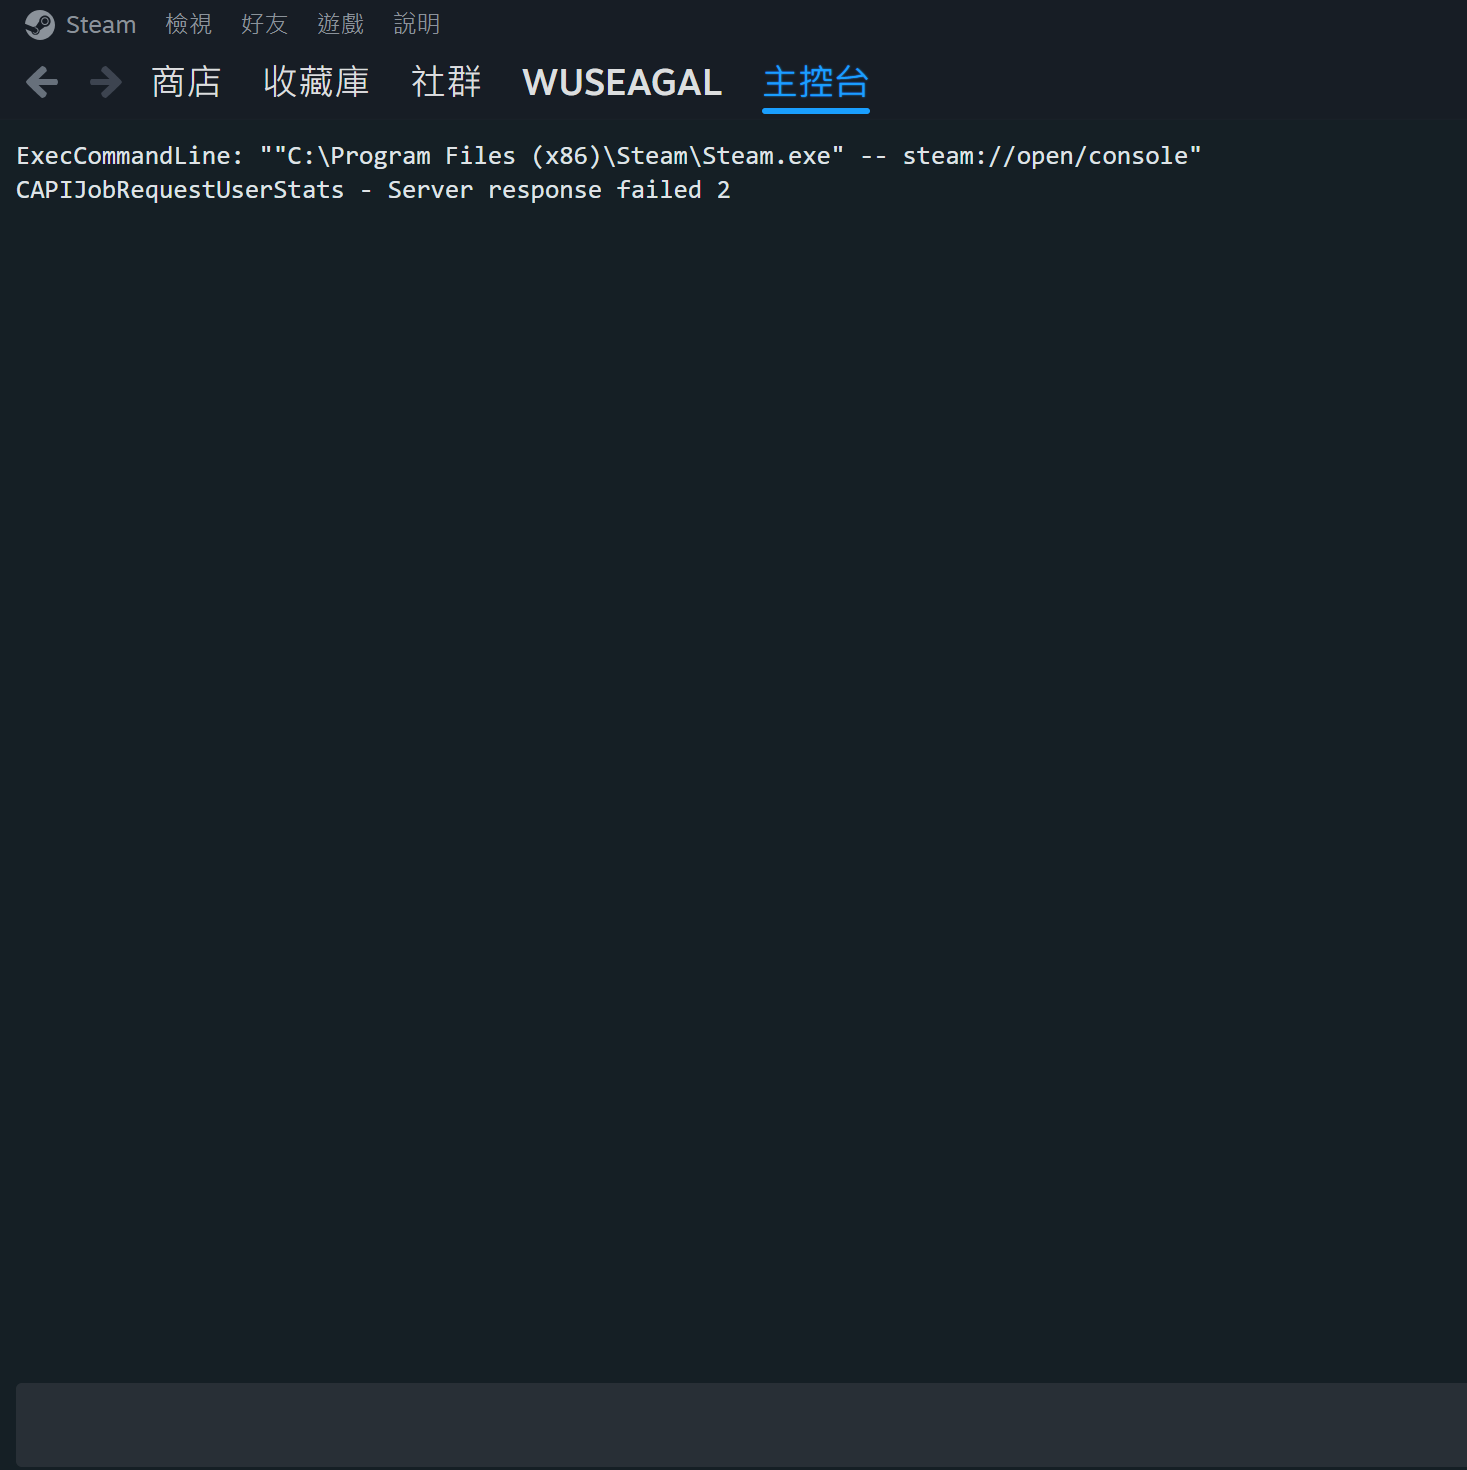 Steam 檢視 好友 遊戲 說明
商店 收藏庫 社群 WUSEAGAL 主控台
ExecCommandLine: ""C:\Program Files (x86)\Steam\Steam.exe" -- steam://open/console"
CAPIJobRequestUserStats - Server response failed 2